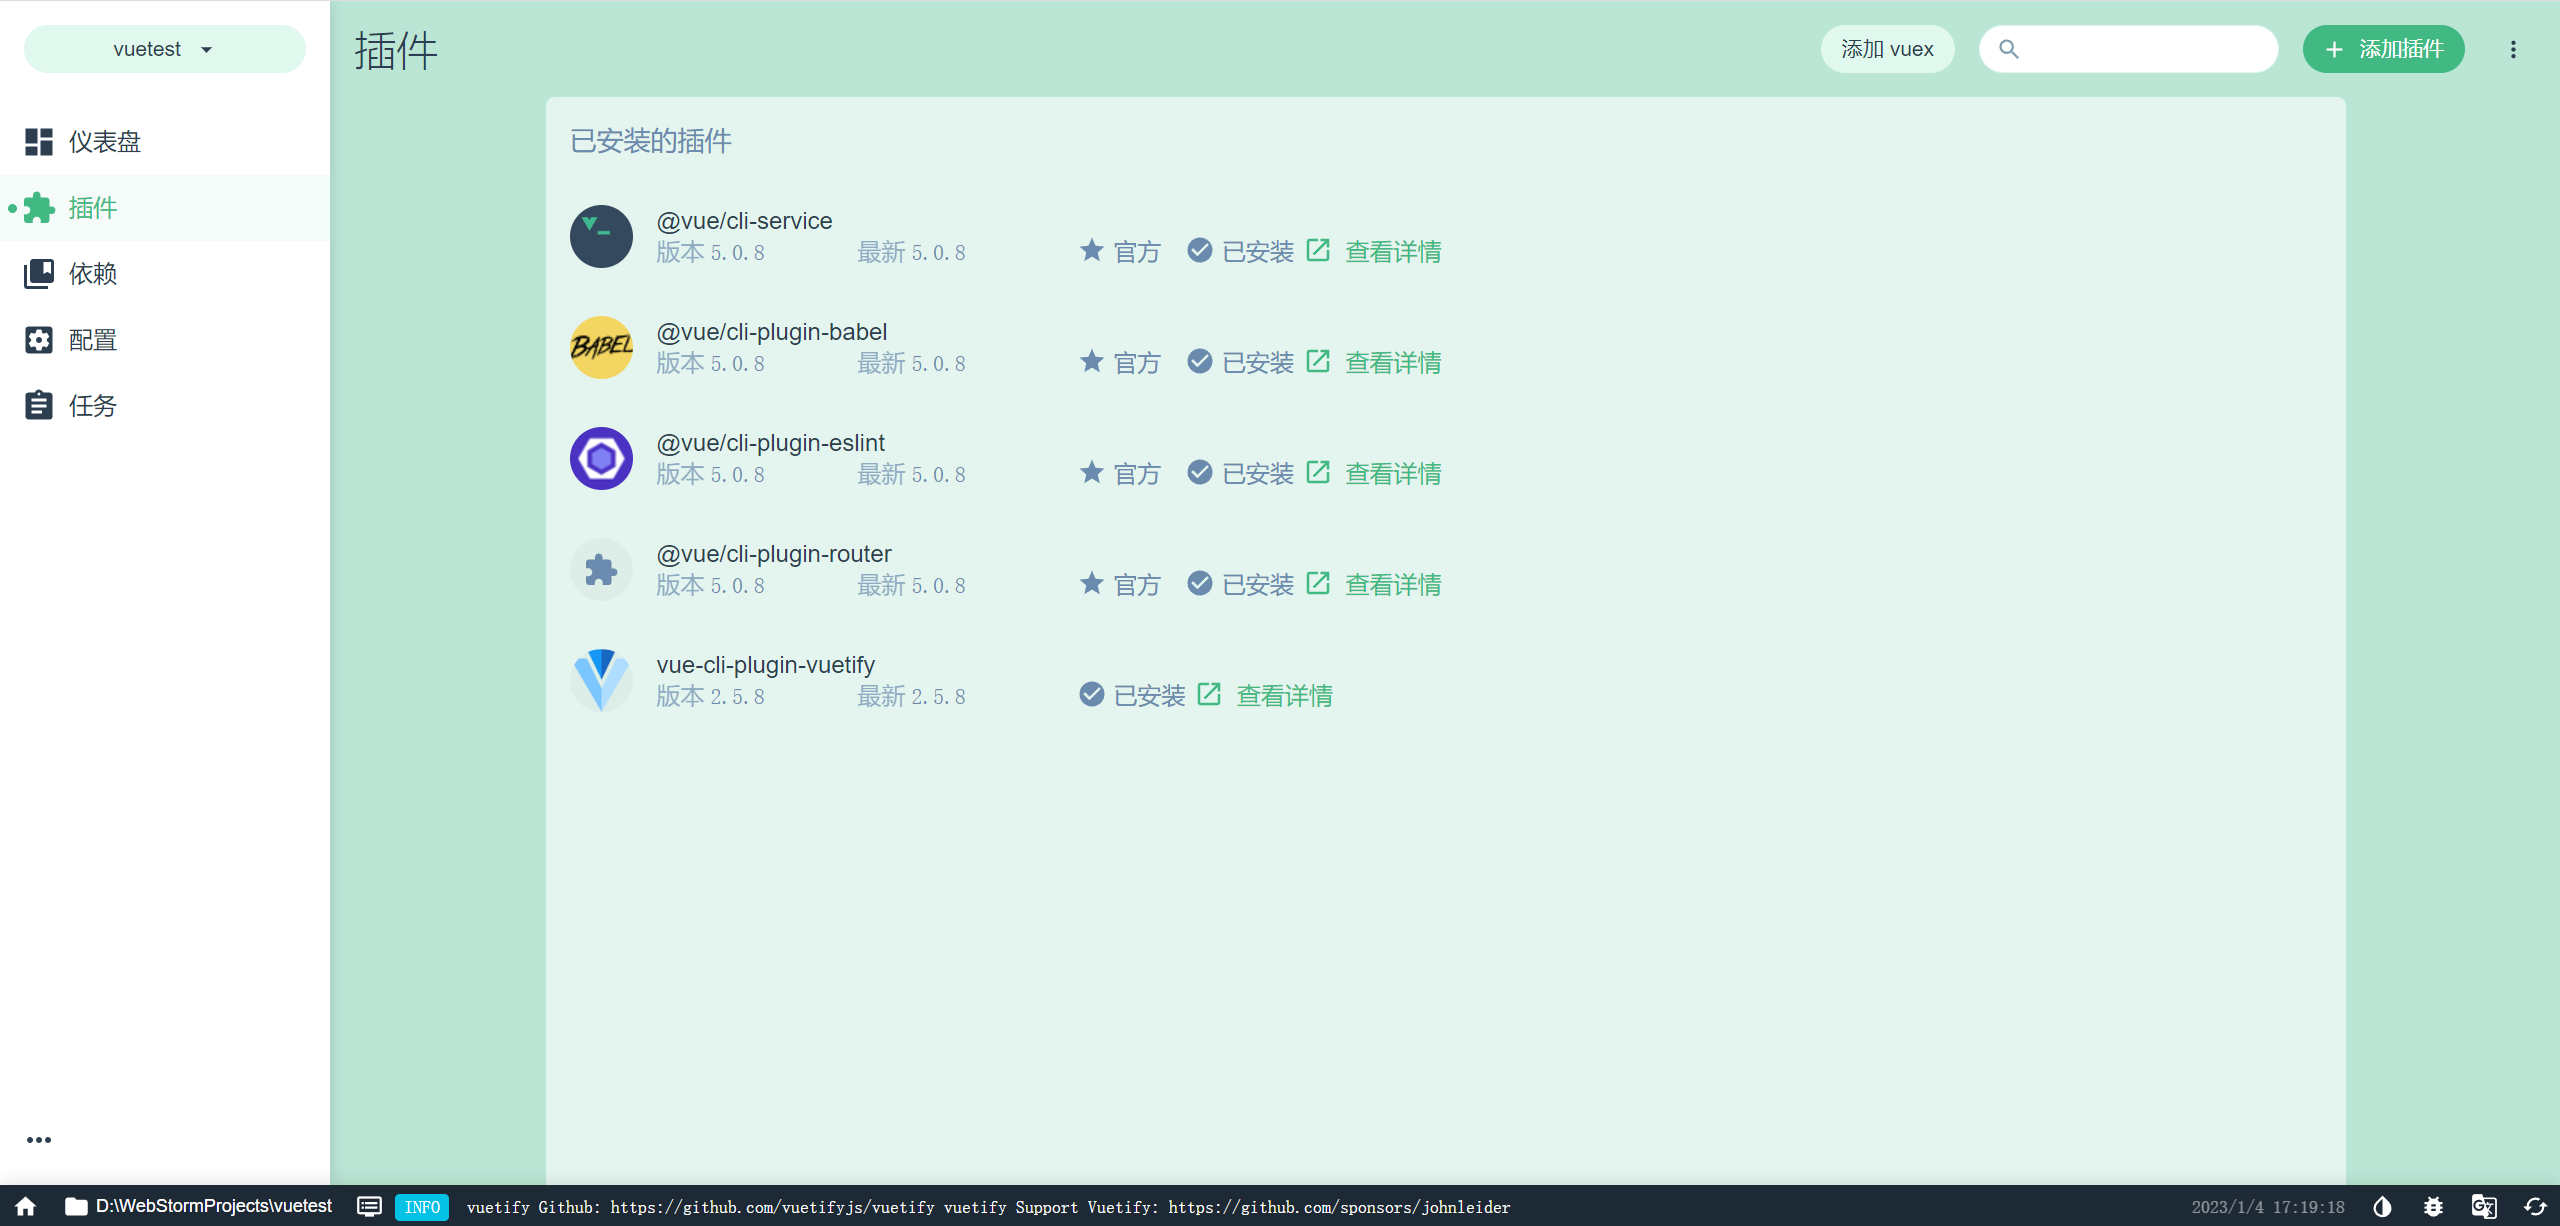 vuetest
插件
添加 vuex
添加插件
仪表盘
插件
依赖
配置
任务
已安装的插件
@vue/cli-service
版本 5.0.8 最新 5.0.8 官方 已安装 查看详情
BABEL
@vue/cli-plugin-babel
版本 5.0.8 最新 5.0.8 官方 已安装 查看详情
@vue/cli-plugin-eslint
版本 5.0.8 最新 5.0.8 官方 已安装 查看详情
@vue/cli-plugin-router
版本 5.0.8 最新 5.0.8 官方 已安装 查看详情
vue-cli-plugin-vuetify
版本 2.5.8 最新 2.5.8 已安装 查看详情
D:\WebStormProjects\vuetest INFO vuetify Github: https://github.com/vuetifyjs/vuetify vuetify Support Vuetify: https://github.com/sponsors/johnleider 2023/1/4 17:19:18